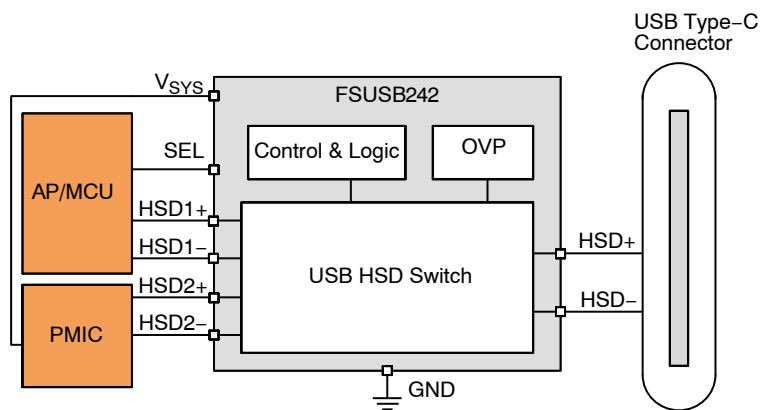 USB Type-C
Connector
VSYS
FSUSB242
SEL
Control & Logic
OVP
AP/MCU
HSD1+
HSD1-
HSD+
USB HSD Switch
HSD2+
HSD-
PMIC
HSD2-
GND